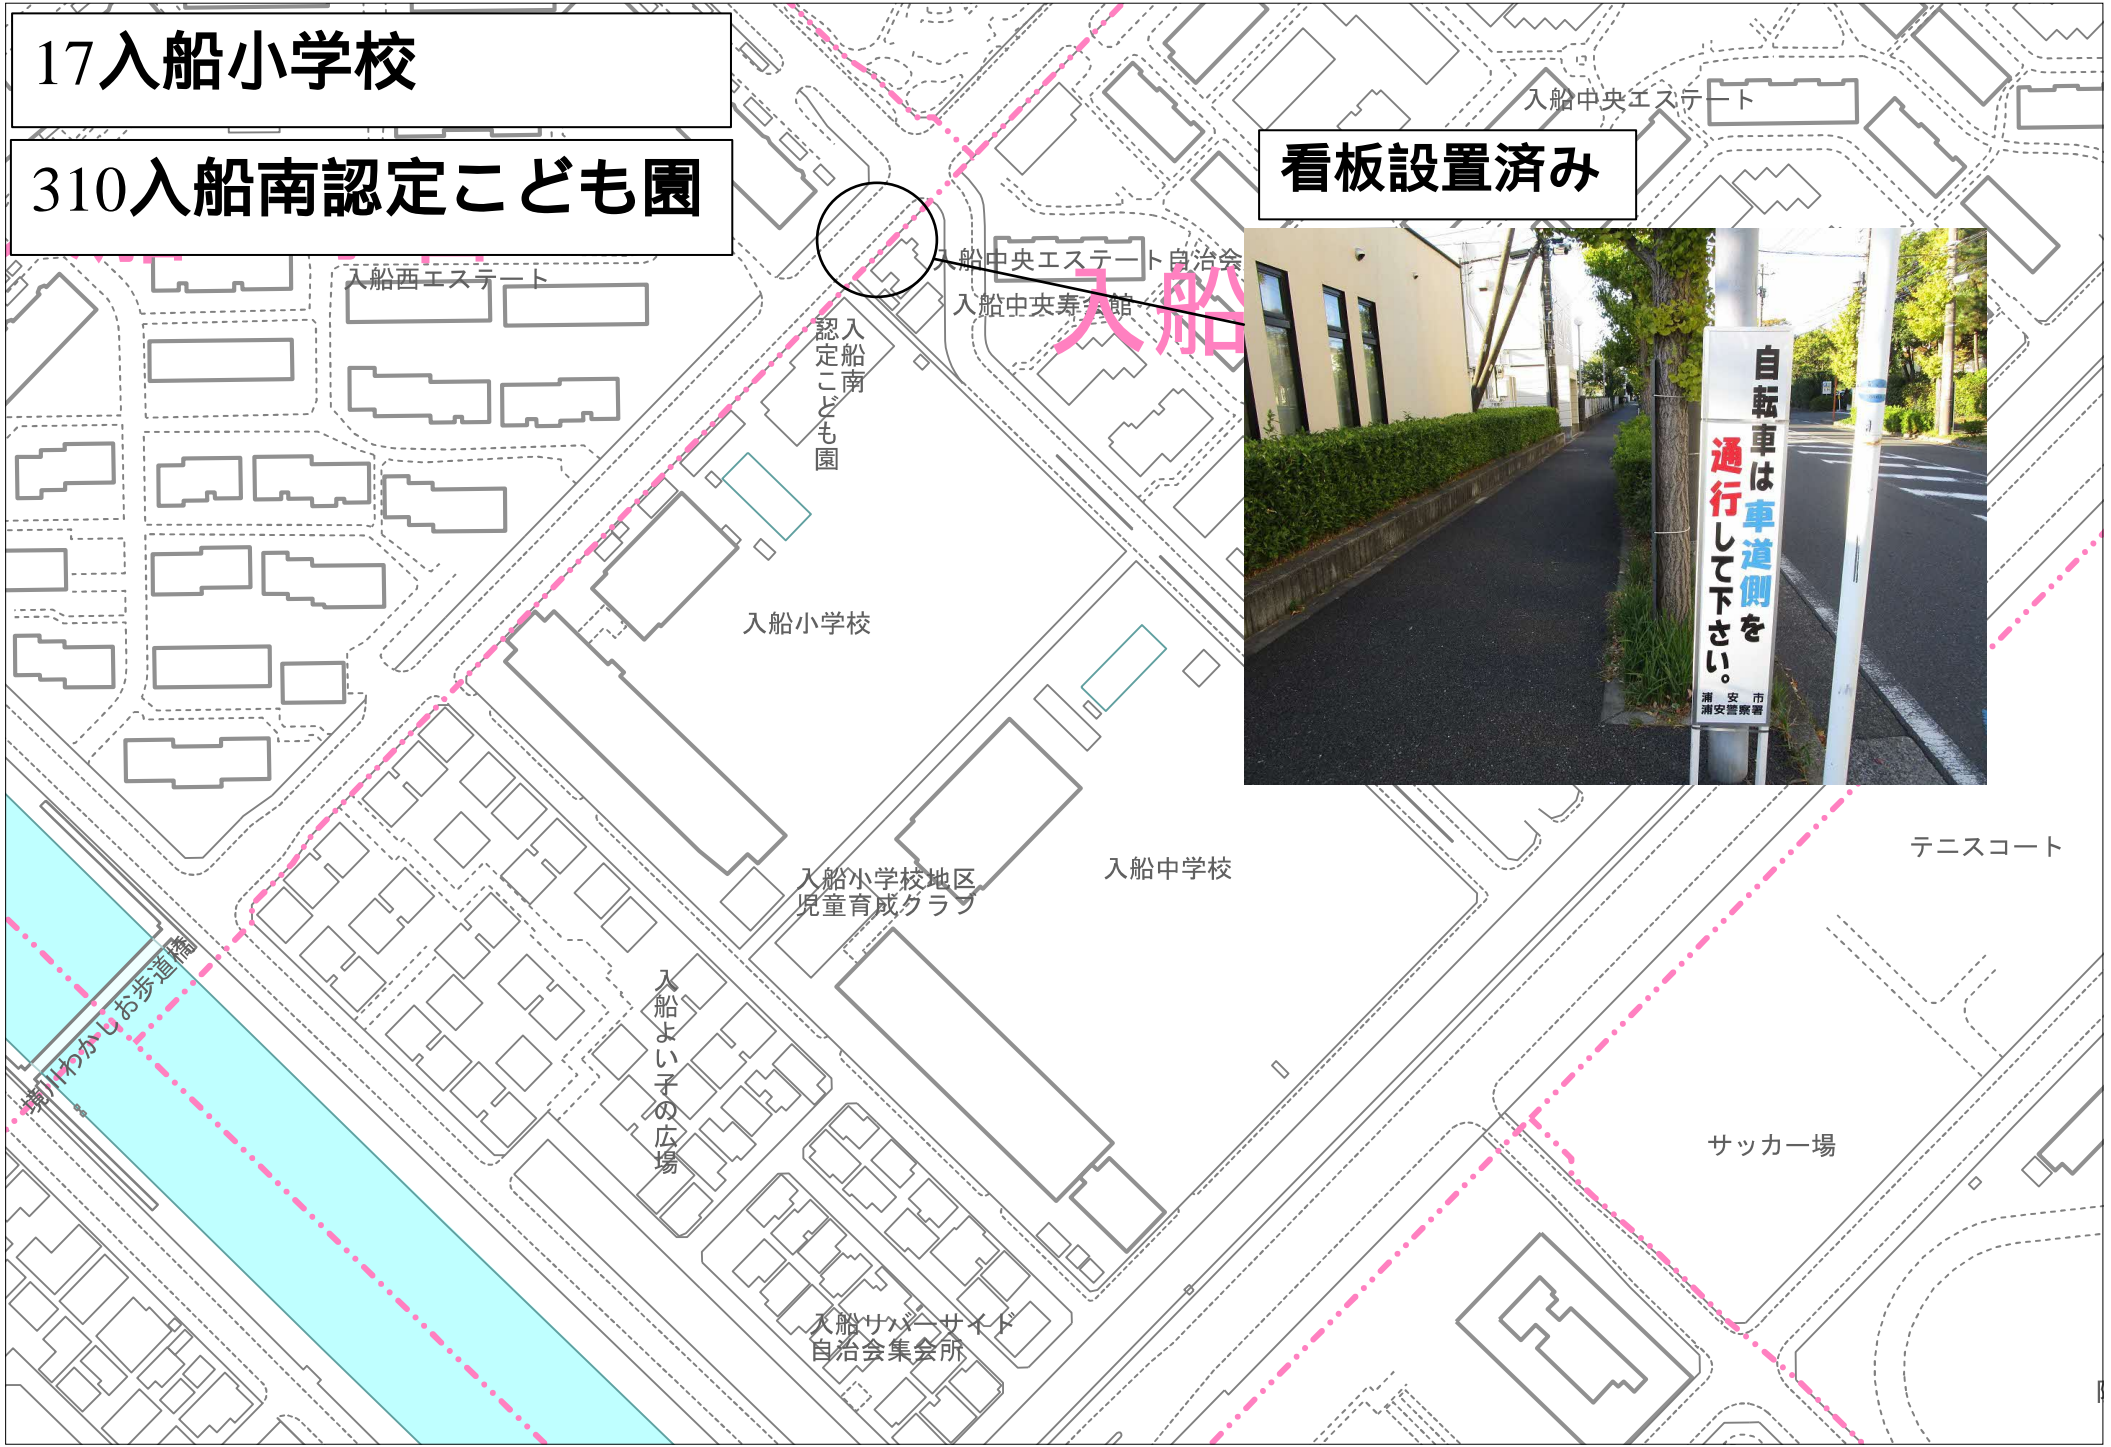 17入船小学校
310入船南認定こども園
看板設置済み
入船中央エステート
入船西エステート
入船中央エステート自治会
入船中央寿会館
入船
入船南
認定こども園
自転車は車道側を
通行して下さい。
浦安市
浦安警察署
入船小学校
入船中学校
入船小学校地区
児童育成クラブ
テニスコート
境川わかしお歩道橋
入船よい子の広場
サッカー場
入船リバーサイド
自治会集会所